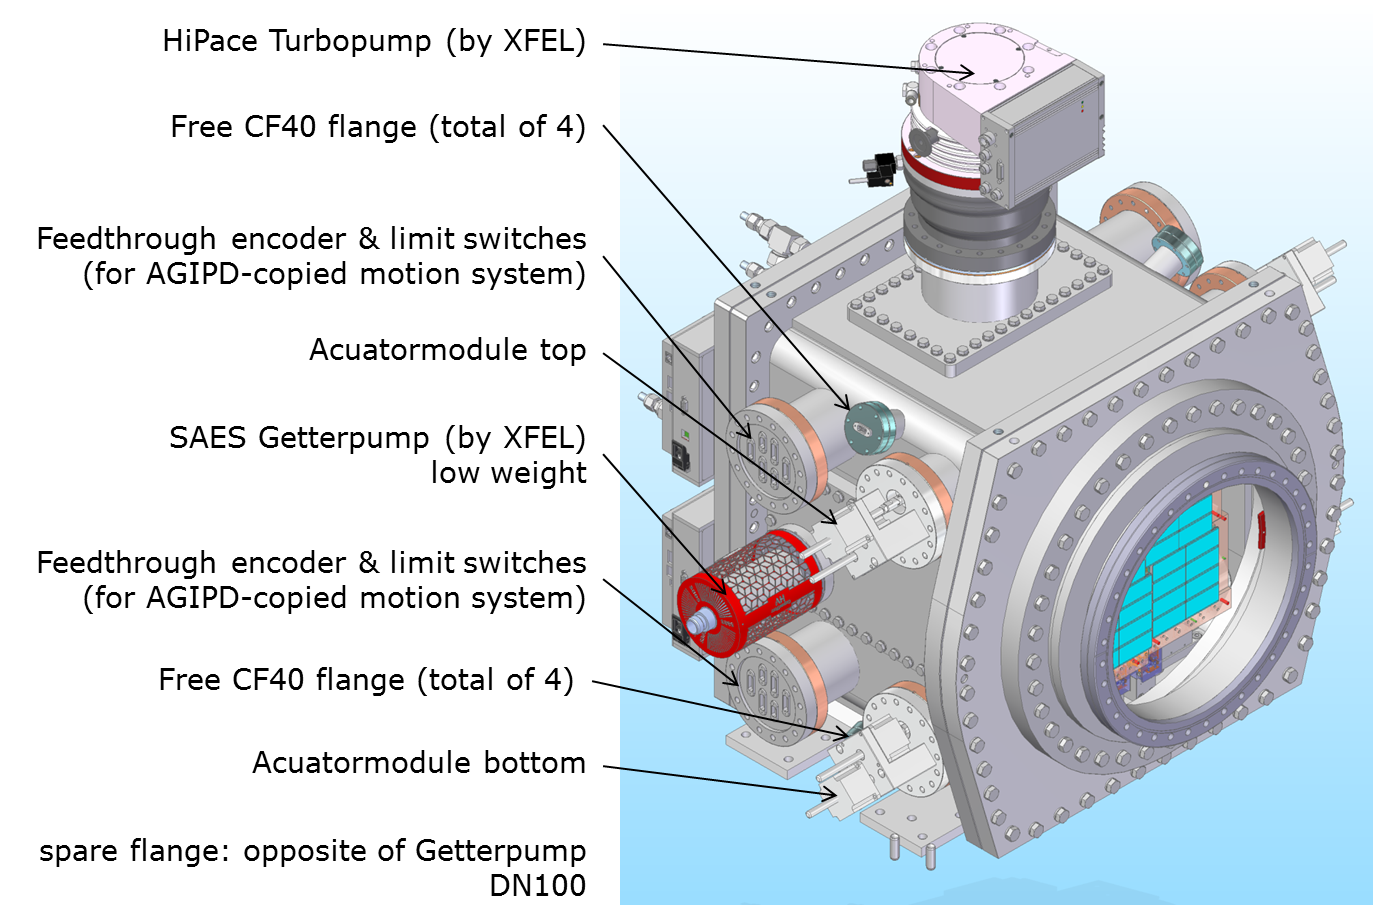 HiPace Turbopump (by XFEL)
Free CF40 flange (total of 4)
Feedthrough encoder & limit switches
(for AGIPD-copied motion system)
Acuatormodule top
SAES Getterpump (by XFEL)
low weight
Feedthrough encoder & limit switches
(for AGIPD-copied motion system)
Free CF40 flange (total of 4)
Acuatormodule bottom
spare flange: opposite of Getterpump
DN100